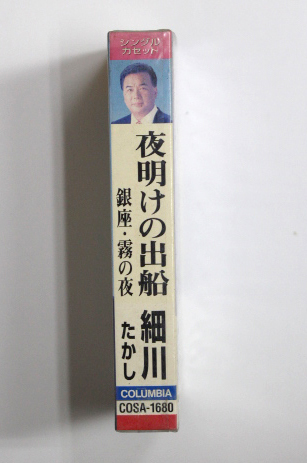 シングル
カセット
夜明けの出船
銀座・霧の夜
細川
たかし
COLUMBIA
COSA-1680